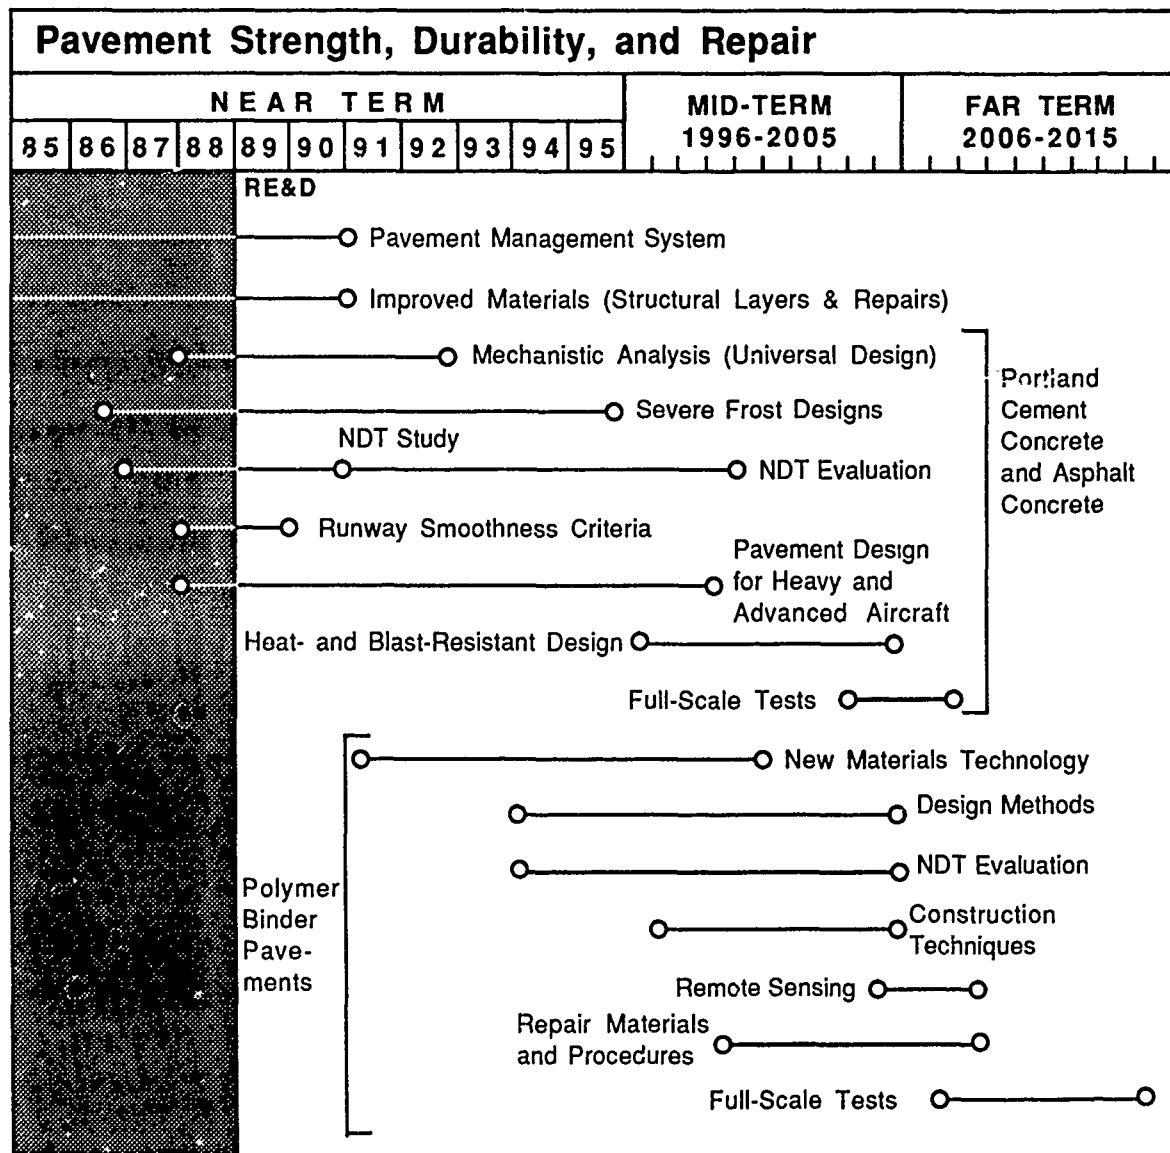 Pavement Strength, Durability, and Repair
NEAR TERM
MID-TERM
1996-2005
FAR TERM
2006-2015
85 86 87 88 89 90 91 92 93 94 95
RE&D
Pavement Management System
Improved Materials (Structural Layers & Repairs)
Mechanistic Analysis (Universal Design)
Severe Frost Designs
NDT Study
NDT Evaluation
Runway Smoothness Criteria
Pavement Design
for Heavy and
Advanced Aircraft
Heat- and Blast-Resistant Design
Full-Scale Tests
Portland
Cement
Concrete
and Asphalt
Concrete
New Materials Technology
Design Methods
NDT Evaluation
Construction
Techniques
Remote Sensing
Repair Materials
and Procedures
Full-Scale Tests
Polymer
Binder
Pave-
ments